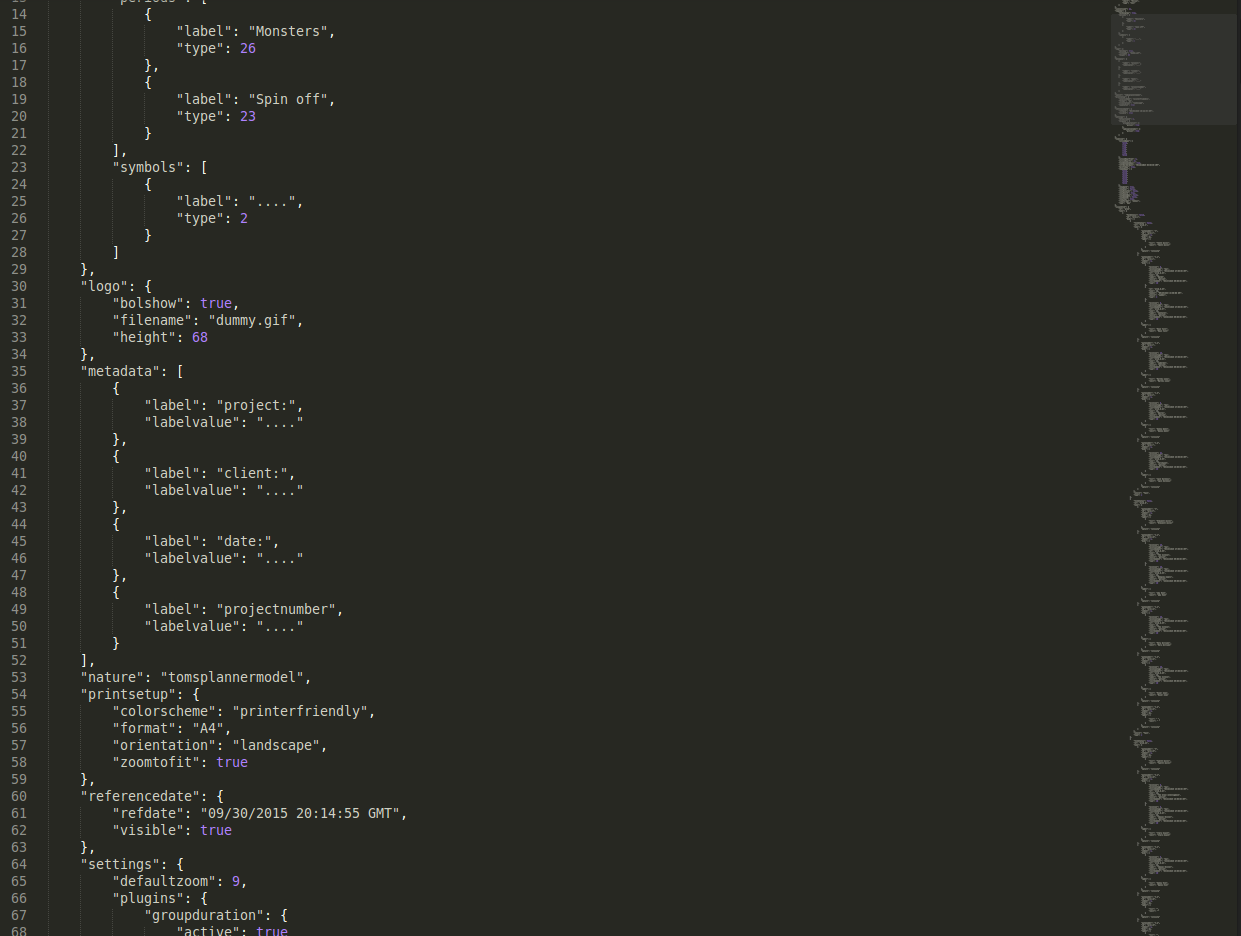 14 {
15 "label": "Monsters",
16 "type": 26
17 },
18 {
19 "label": "Spin off",
20 "type": 23
21 }
22 ],
23 "symbols": [
24 {
25 "label": "....",
26 "type": 2
27 }
28 ]
29 },
30 "logo": {
31 "bolshow": true,
32 "filename": "dummy.gif",
33 "height": 68
34 },
35 "metadata": [
36 {
37 "label": "project:",
38 "labelvalue": "...."
39 },
40 {
41 "label": "client:",
42 "labelvalue": "...."
43 },
44 {
45 "label": "date:",
46 "labelvalue": "...."
47 },
48 {
49 "label": "projectnumber",
50 "labelvalue": "...."
51 }
52 ],
53 "nature": "tomsplannermodel",
54 "printsetup": {
55 "colorscheme": "printerfriendly",
56 "format": "A4",
57 "orientation": "landscape",
58 "zoomtofit": true
59 },
60 "referencedate": {
61 "refdate": "09/30/2015 20:14:55 GMT",
62 "visible": true
63 },
64 "settings": {
65 "defaultzoom": 9,
66 "plugins": {
67 "groupduration": {
68 "active": true